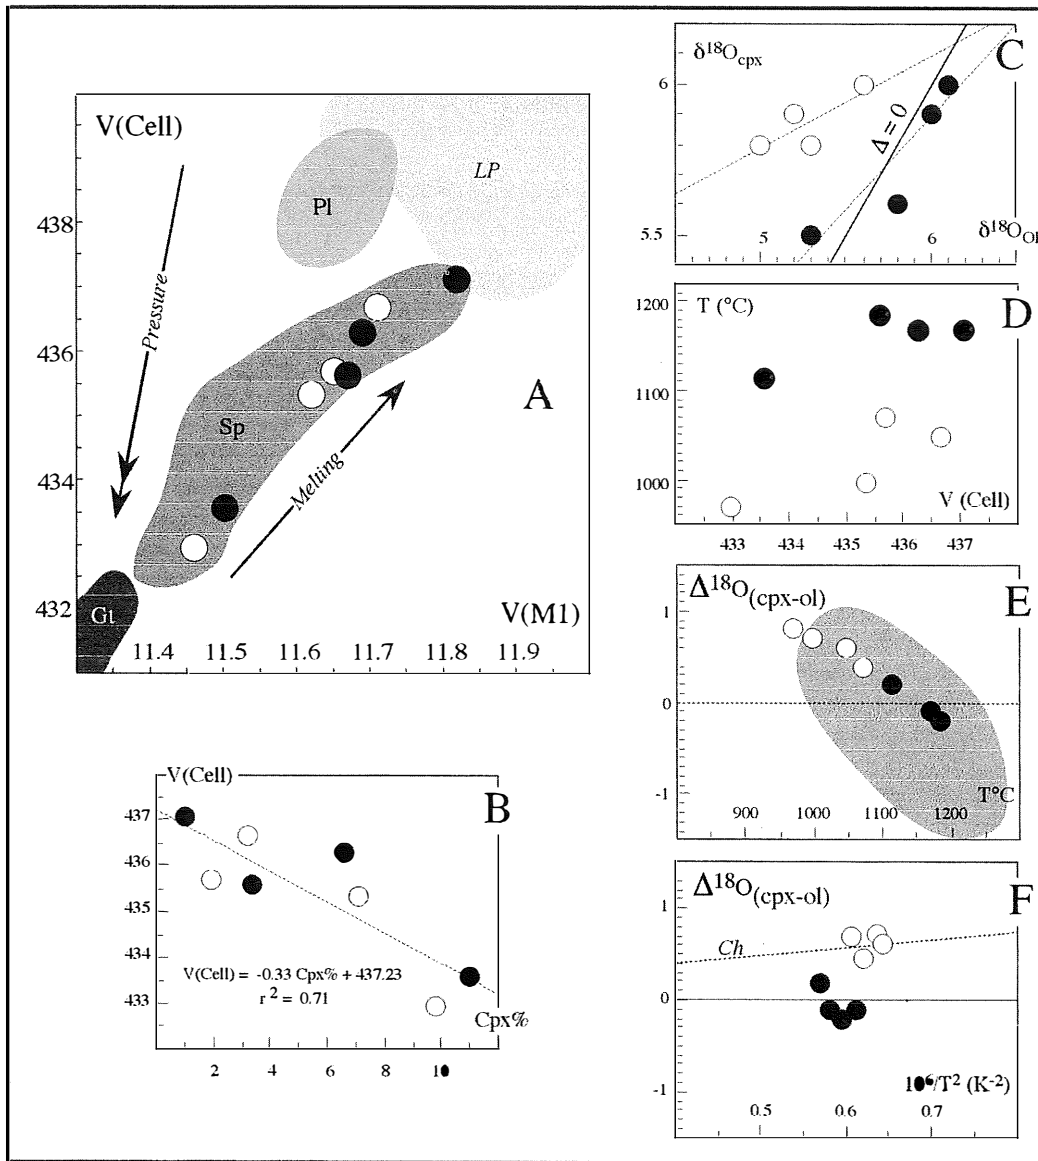 V(Cell)
438
436
434
432
Pressure
Pl
LP
Sp
Melting
Gt
A
V(M1)
11.4 11.5 11.6 11.7 11.8 11.9
V(Cell)
B
437
436
435
433
433
V(Cell) = -0.33 Cpx% + 437.23
r² = 0.71
Cpx%
2 4 6 8 10
δ¹⁸Ocpx
C
6
5.5
Δ = 0
5 6
δ¹⁸OOl
T (°C)
D
1200
1100
1000
V (Cell)
433 434 435 436 437
Δ¹⁸O(cpx-ol)
E
1
0
-1
T°C
900 1000 1100 1200
Δ¹⁸O(cpx-ol)
F
1
0
-1
Ch
10⁶/T² (K⁻²)
0.5 0.6 0.7